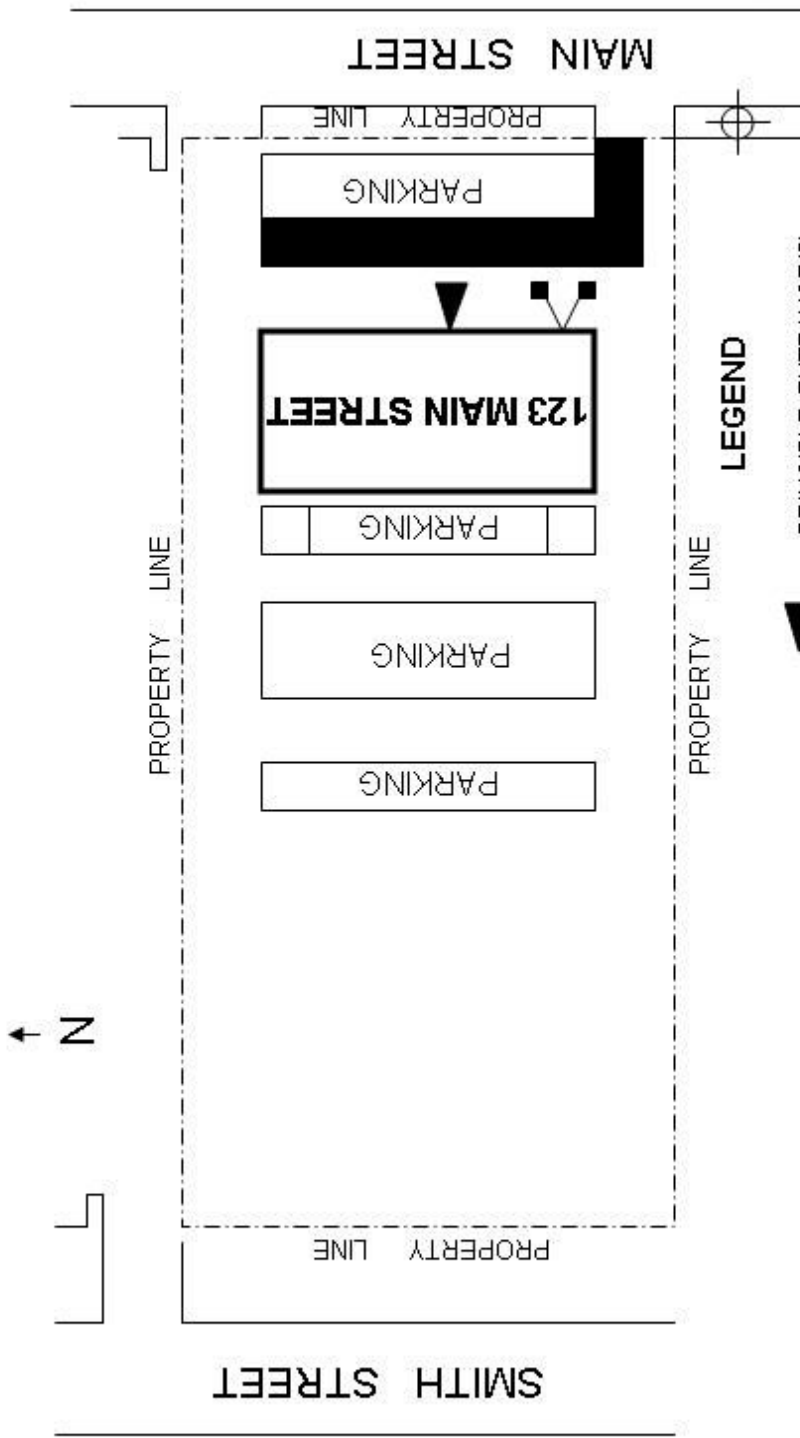 MAIN STREET
PROPERTY LINE
PARKING
123 MAIN STREET
PARKING
PARKING
PARKING
PROPERTY LINE
PROPERTY LINE
LEGEND
N
PROPERTY LINE
SMITH STREET